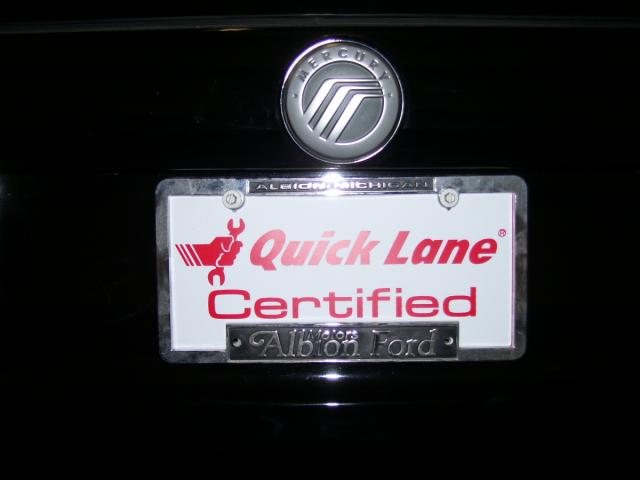 MERCURY
ALBION, MICHIGAN
Quick Lane®
Certified
Motors
Albion Ford